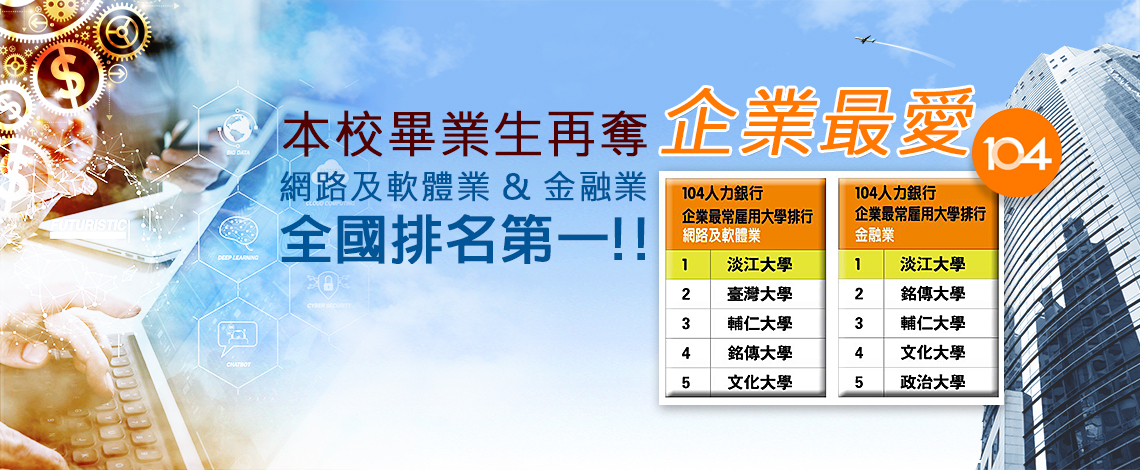 本校畢業生再奪 企業最愛
網路及軟體業 & 金融業
全國排名第一!!
104
104人力銀行
企業最常雇用大學排行
網路及軟體業
1 淡江大學
2 臺灣大學
3 輔仁大學
4 銘傳大學
5 文化大學
104人力銀行
企業最常雇用大學排行
金融業
1 淡江大學
2 銘傳大學
3 輔仁大學
4 文化大學
5 政治大學
BIG DATA
CLOUD COMPUTING
FUTURISTIC
DEEP LEARNING
CYBER SECURITY
CHATBOT